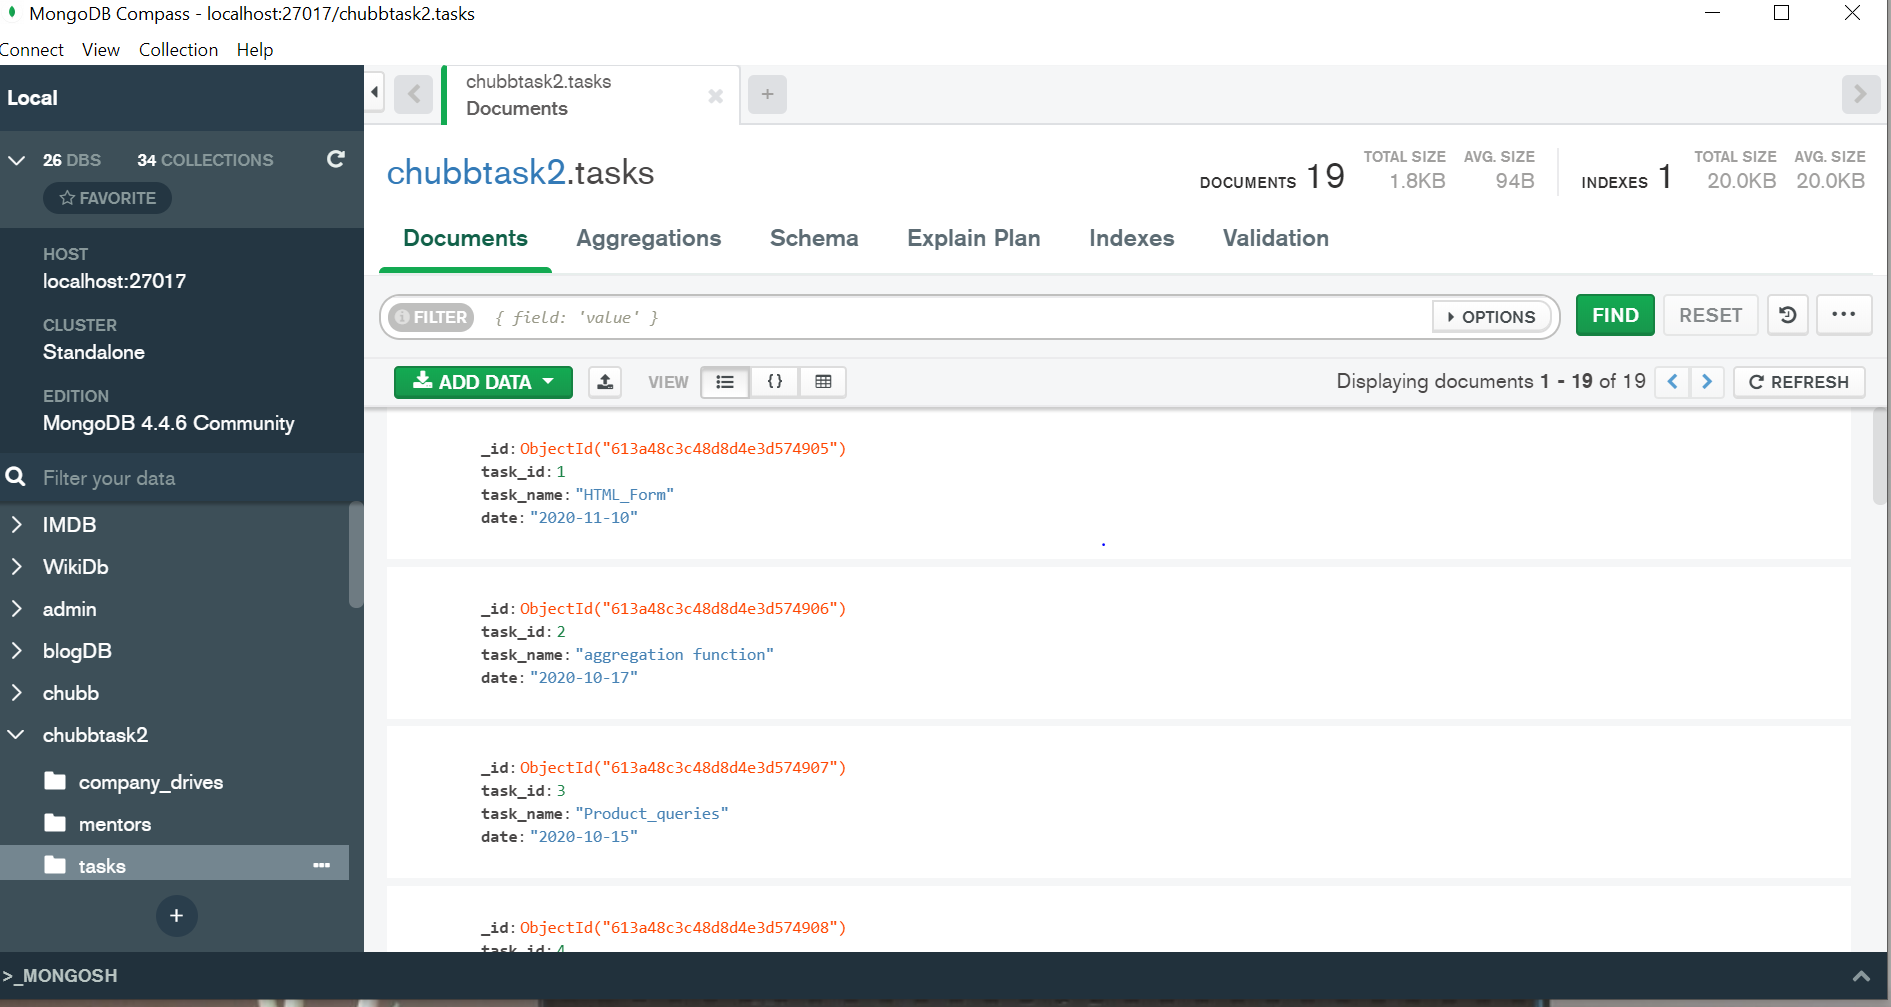 MongoDB Compass - localhost:27017/chubbtask2.tasks
Connect View Collection Help
Local
26 DBS 34 COLLECTIONS
FAVORITE
HOST
localhost:27017
CLUSTER
Standalone
EDITION
MongoDB 4.4.6 Community
Filter your data
IMDB
WikiDb
admin
blogDB
chubb
chubbtask2
company_drives
mentors
tasks
chubbtask2.tasks
Documents
chubbtask2.tasks
DOCUMENTS 19
TOTAL SIZE
1.8KB
AVG. SIZE
94B
INDEXES 1
TOTAL SIZE
20.0KB
AVG. SIZE
20.0KB
Documents Aggregations Schema Explain Plan Indexes Validation
FILTER { field: 'value' } OPTIONS FIND RESET
ADD DATA VIEW {} Displaying documents 1 - 19 of 19 REFRESH
_id: ObjectId("613a48c3c48d8d4e3d574905")
task_id: 1
task_name: "HTML_Form"
date: "2020-11-10"
_id: ObjectId("613a48c3c48d8d4e3d574906")
task_id: 2
task_name: "aggregation function"
date: "2020-10-17"
_id: ObjectId("613a48c3c48d8d4e3d574907")
task_id: 3
task_name: "Product_queries"
date: "2020-10-15"
_id: ObjectId("613a48c3c48d8d4e3d574908")
task_id: 4
>_MONGOSH